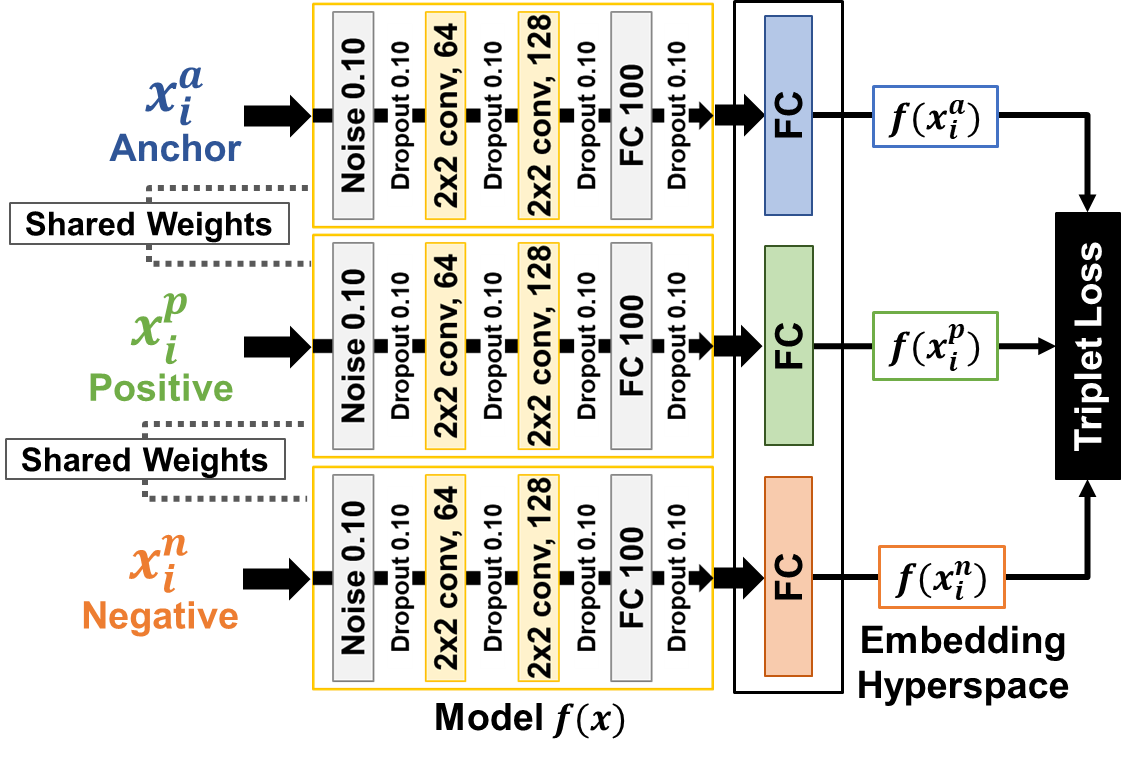 x_i^a
Anchor
Noise 0.10
Dropout 0.10
2x2 conv, 64
Dropout 0.10
2x2 conv, 128
Dropout 0.10
FC 100
Dropout 0.10
FC
f(x_i^a)
Shared Weights
x_i^p
Positive
Noise 0.10
Dropout 0.10
2x2 conv, 64
Dropout 0.10
2x2 conv, 128
Dropout 0.10
FC 100
Dropout 0.10
FC
f(x_i^p)
Triplet Loss
Shared Weights
x_i^n
Negative
Noise 0.10
Dropout 0.10
2x2 conv, 64
Dropout 0.10
2x2 conv, 128
Dropout 0.10
FC 100
Dropout 0.10
FC
f(x_i^n)
Embedding
Hyperspace
Model f(x)